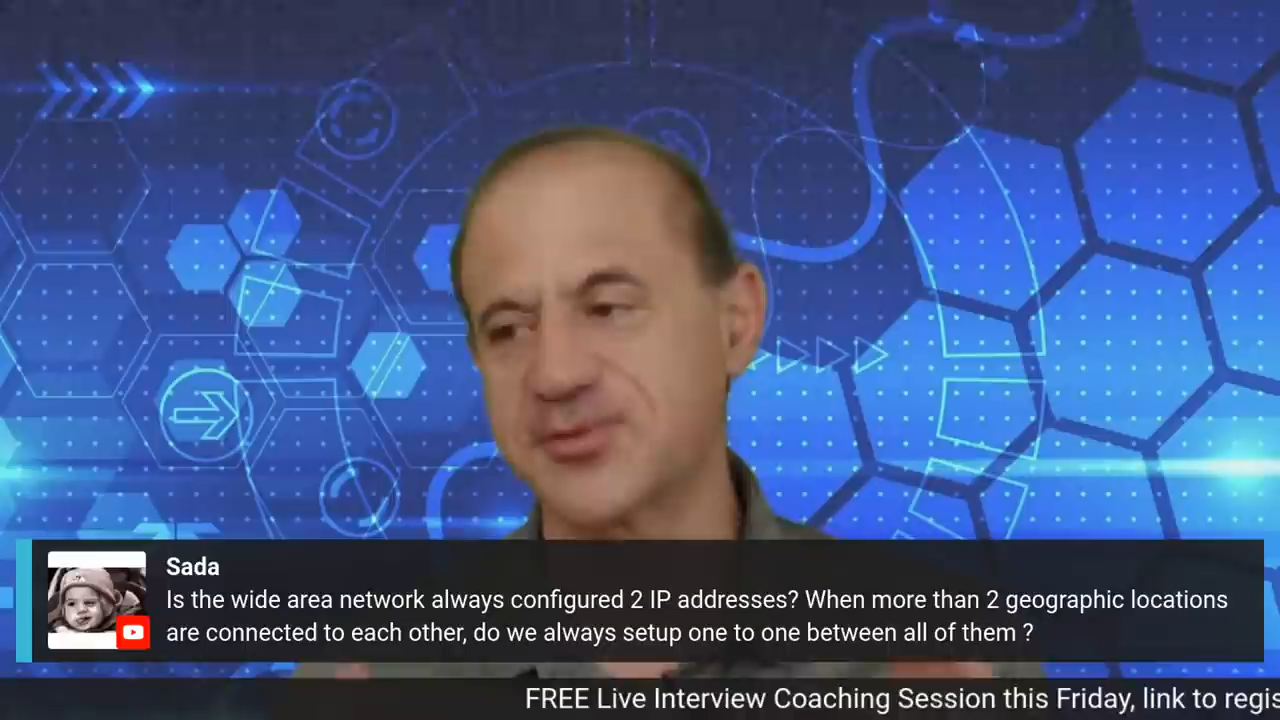 Sada
Is the wide area network always configured 2 IP addresses? When more than 2 geographic locations
are connected to each other, do we always setup one to one between all of them ?
FREE Live Interview Coaching Session this Friday, link to regis